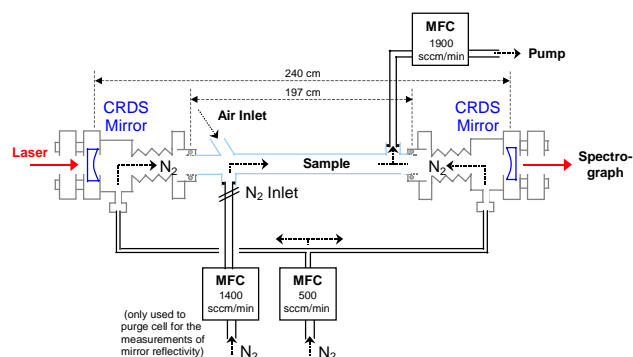 MFC
1900
sccm/min
Pump
240 cm
197 cm
CRDS
Mirror
CRDS
Mirror
Air Inlet
Laser
N2
Sample
N2
Spectro-
graph
N2 Inlet
MFC
1400
sccm/min
MFC
500
sccm/min
(only used to
purge cell for the
measurements of
mirror reflectivity)
N2
N2